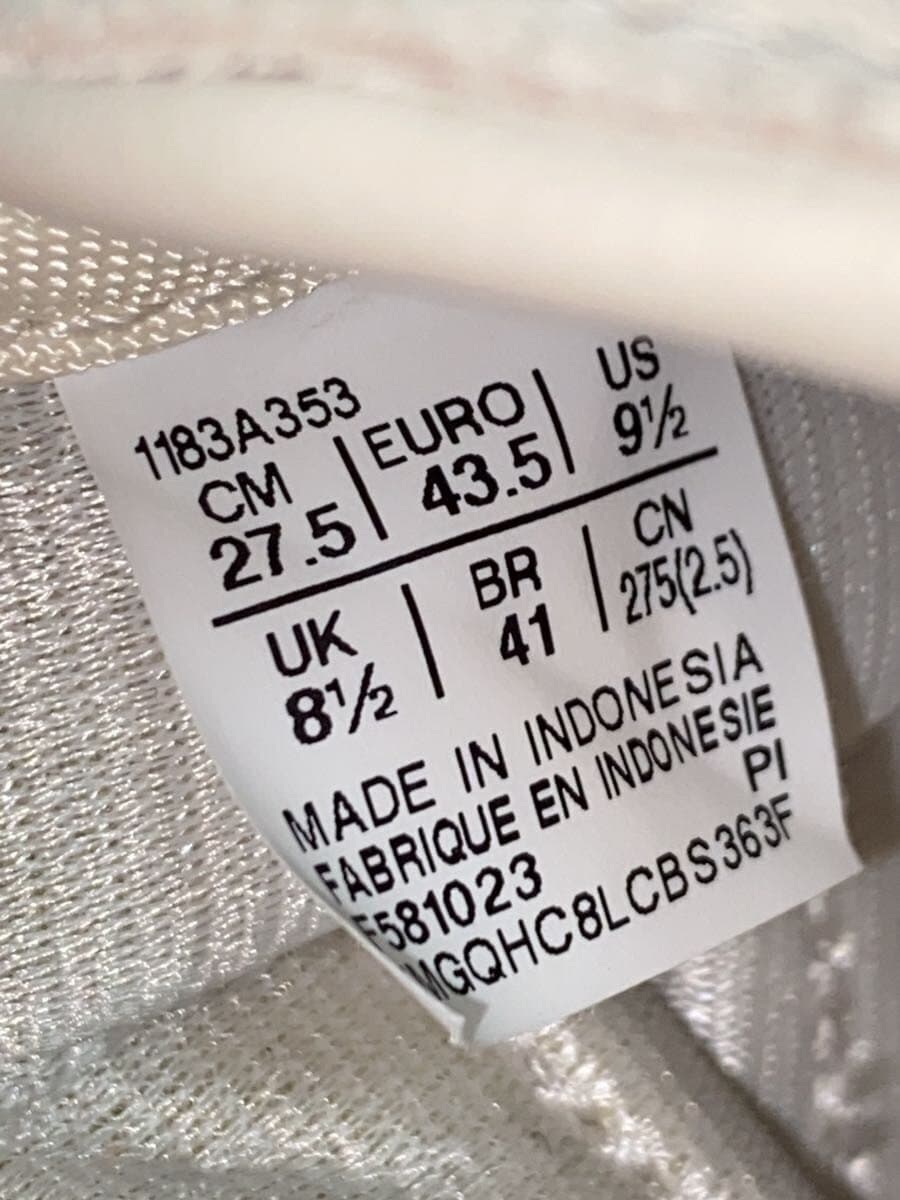 1183A353
CM | EURO | US
27.5 | 43.5 | 9½
UK | BR | CN
8½ | 41 | 275(2.5)
MADE IN INDONESIA
FABRIQUE EN INDONESIE
PI
F581023
MGQHC8LCBS363F